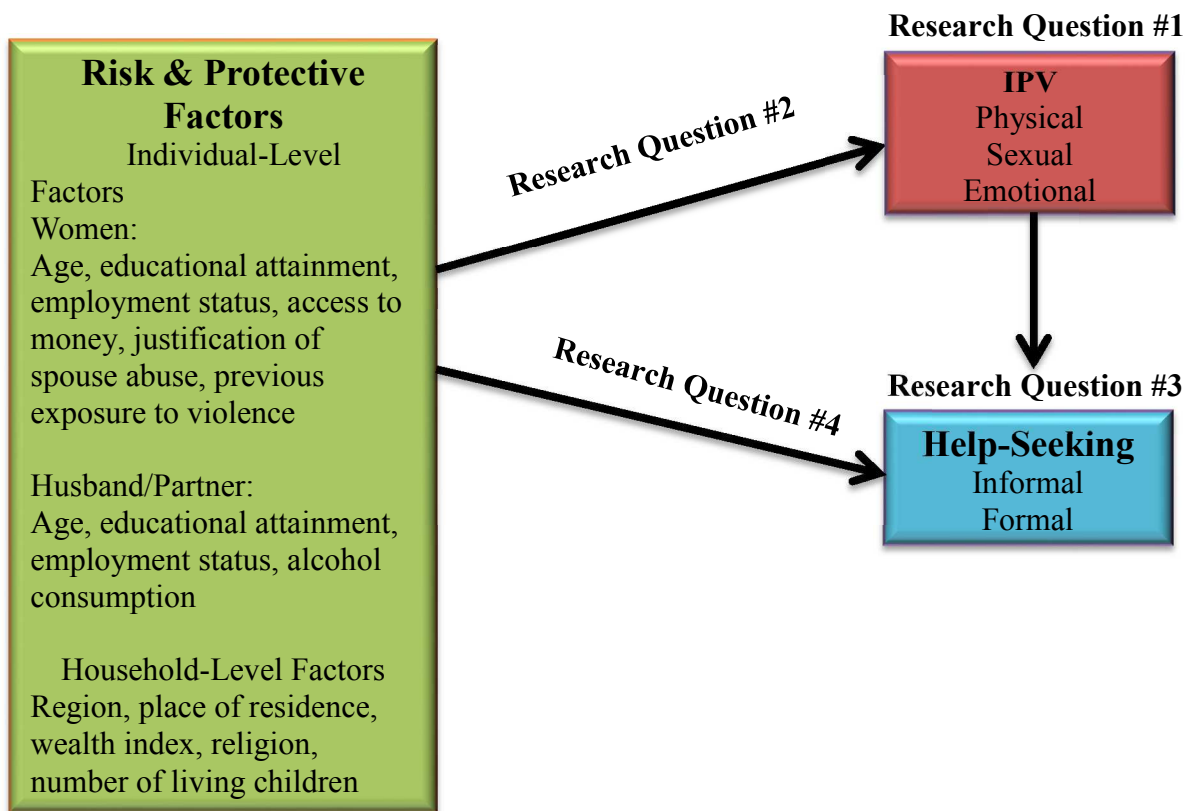 Risk & Protective
Factors
Individual-Level
Factors
Women:
Age, educational attainment,
employment status, access to
money, justification of
spouse abuse, previous
exposure to violence
Husband/Partner:
Age, educational attainment,
employment status, alcohol
consumption
Household-Level Factors
Region, place of residence,
wealth index, religion,
number of living children
Research Question #2
Research Question #4
Research Question #1
IPV
Physical
Sexual
Emotional
Research Question #3
Help-Seeking
Informal
Formal